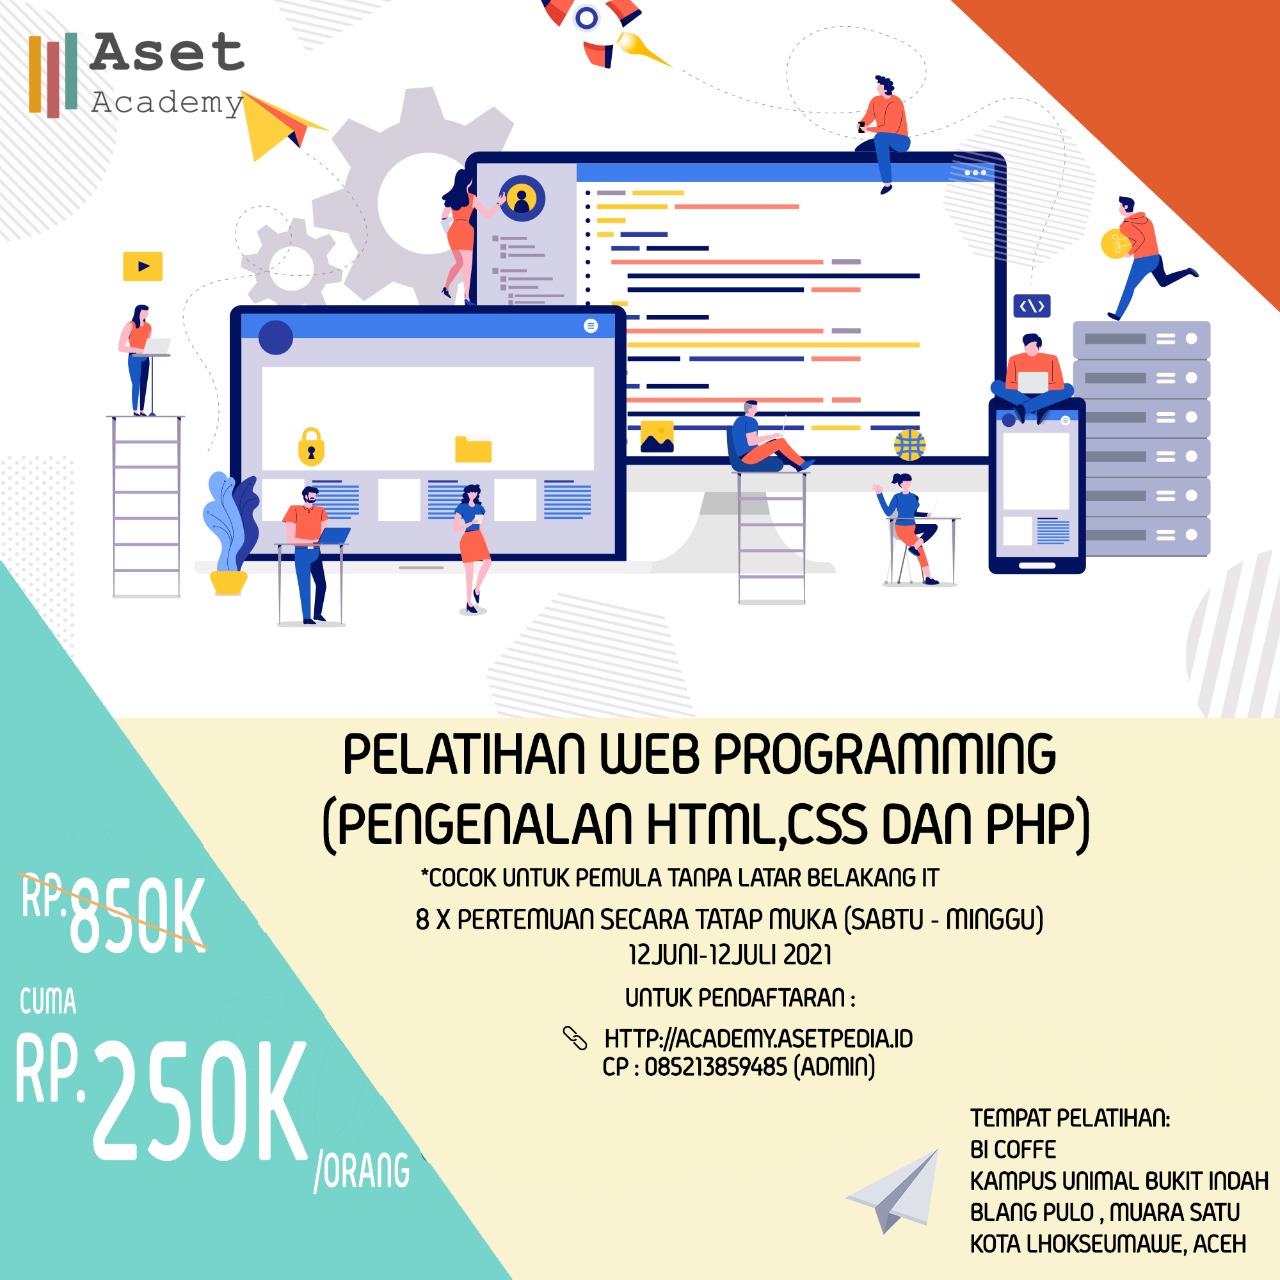 Aset
Academy
PELATIHAN WEB PROGRAMMING
(PENGENALAN HTML,CSS DAN PHP)
*COCOK UNTUK PEMULA TANPA LATAR BELAKANG IT
8 X PERTEMUAN SECARA TATAP MUKA (SABTU - MINGGU)
12JUNI-12JULI 2021
UNTUK PENDAFTARAN :
HTTP://ACADEMY.ASETPEDIA.ID
CP : 085213859485 (ADMIN)
RP.850K
CUMA
RP.250K
/ORANG
TEMPAT PELATIHAN:
BI COFFE
KAMPUS UNIMAL BUKIT INDAH
BLANG PULO , MUARA SATU
KOTA LHOKSEUMAWE, ACEH